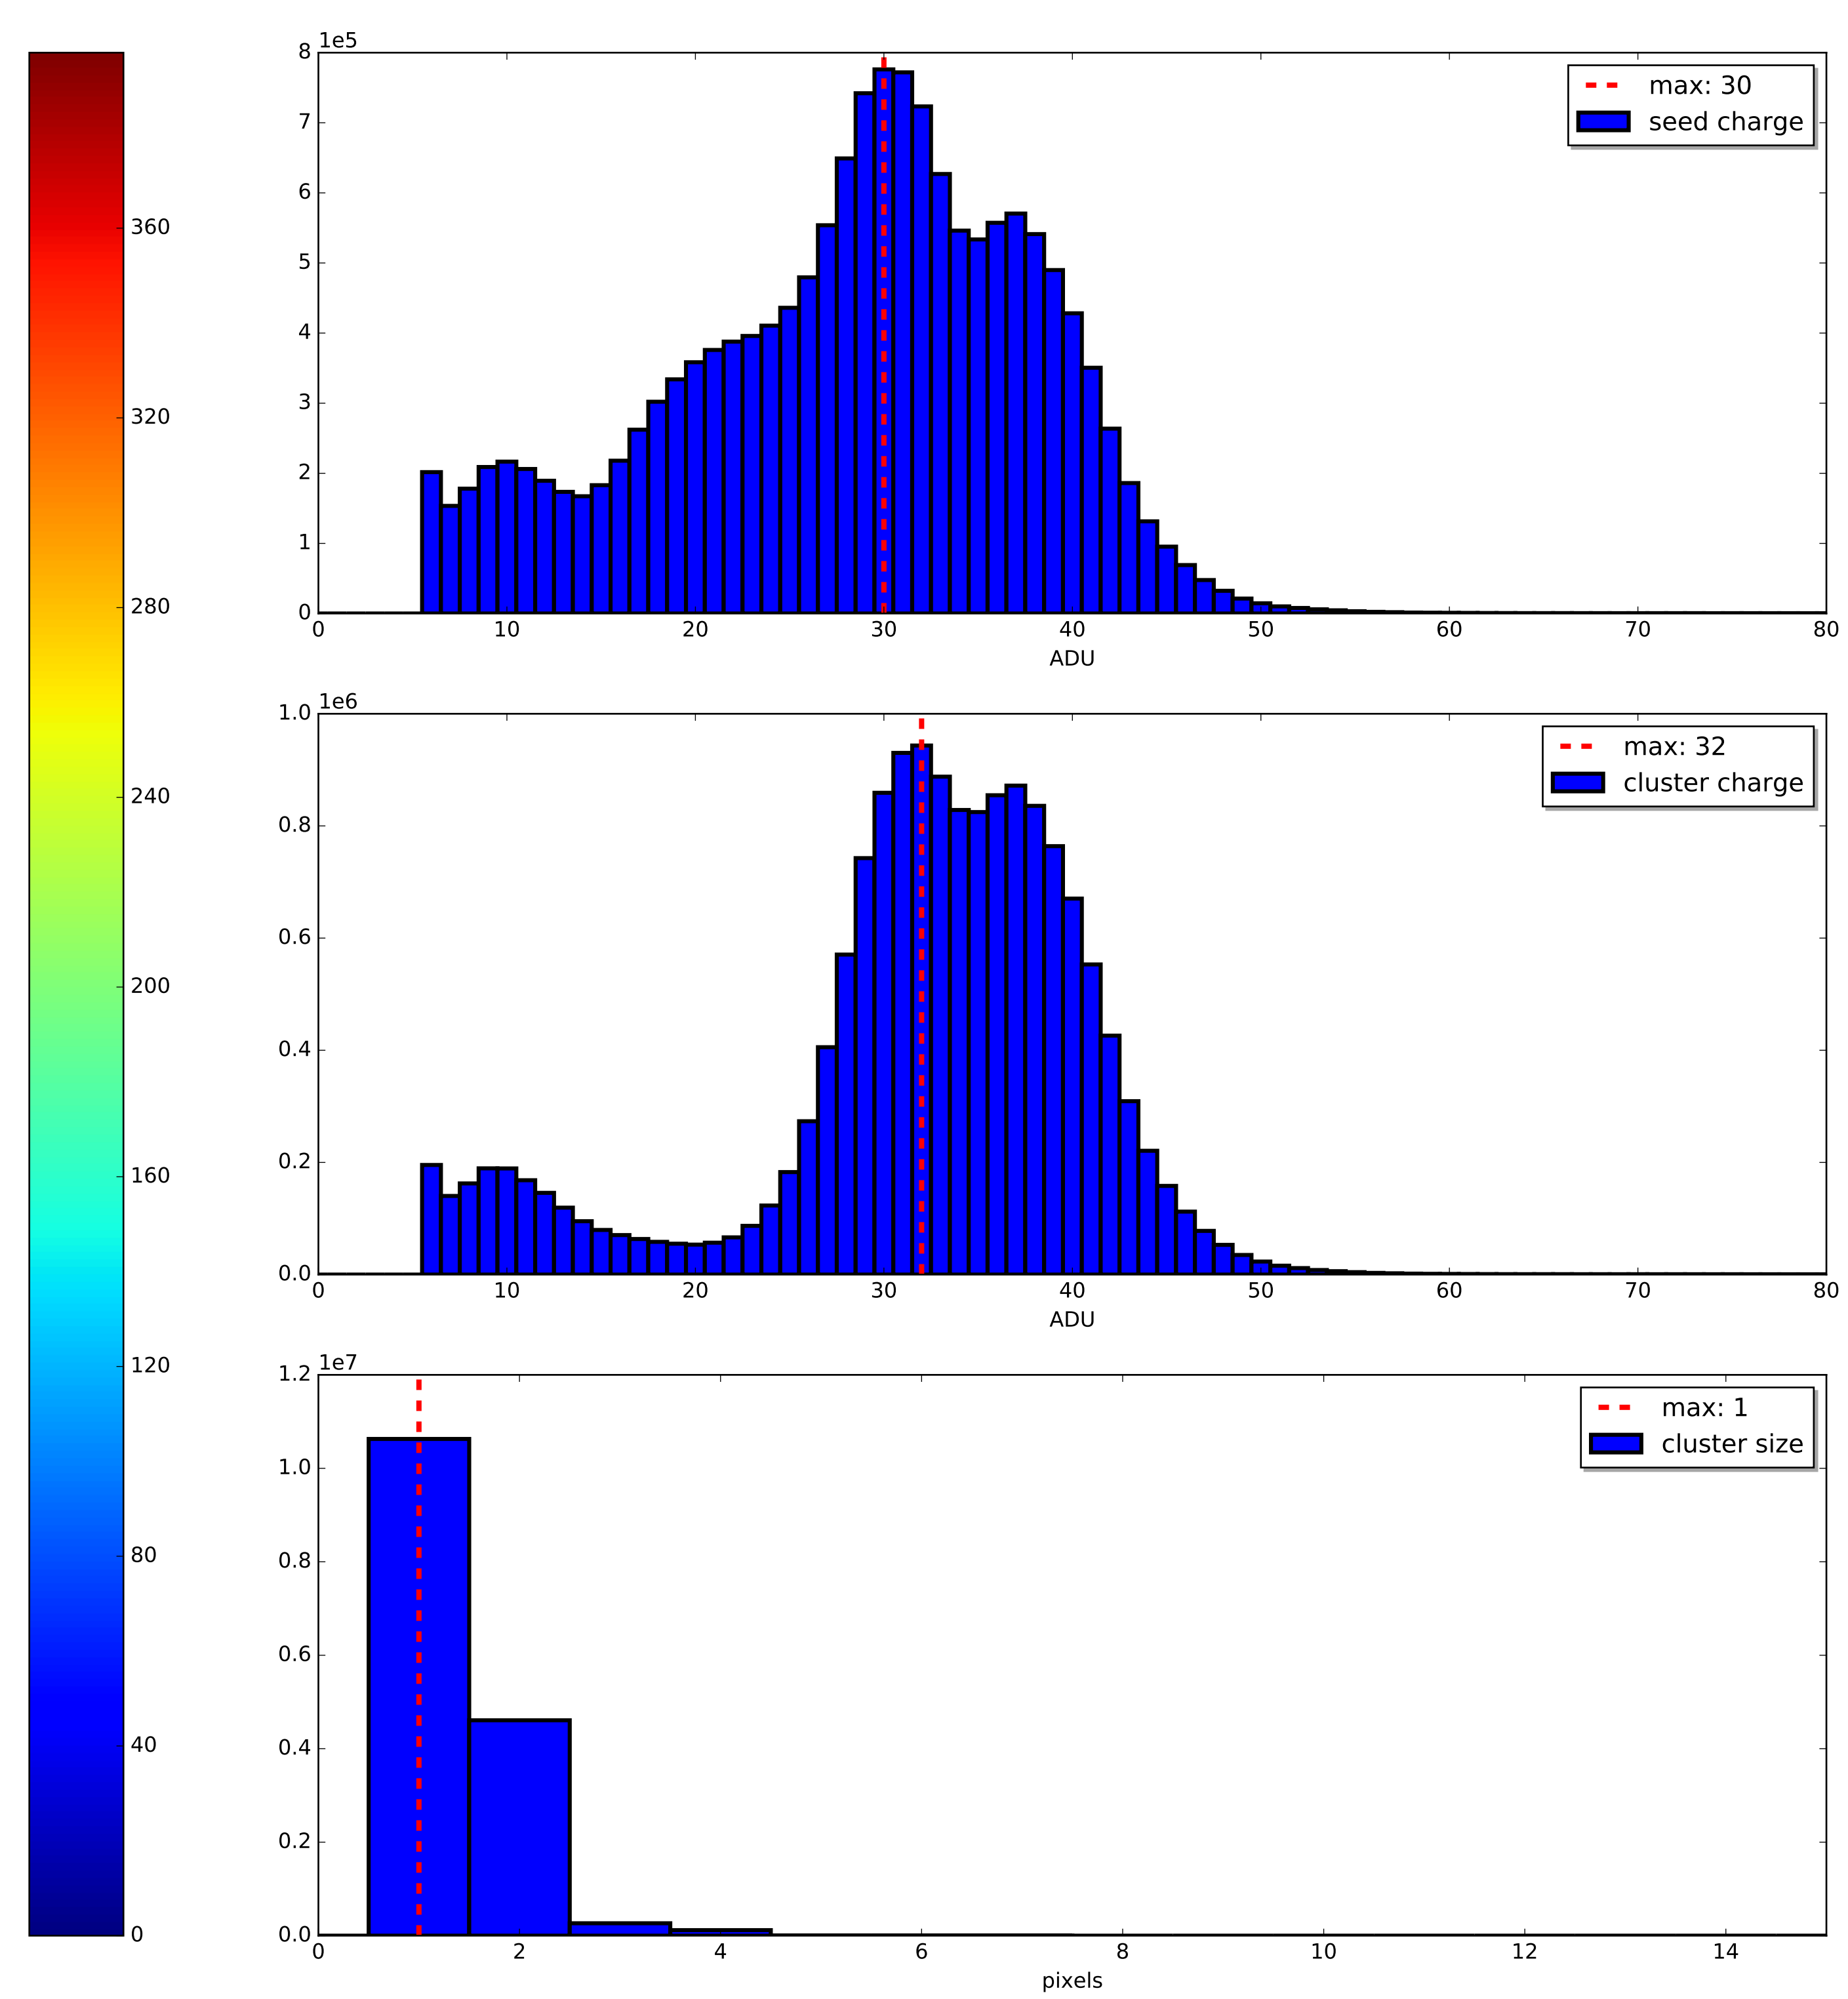 360
320
280
240
200
160
120
80
40
0
1e5
8
7
6
5
4
3
2
1
0
max: 30
seed charge
0 10 20 30 40 50 60 70 80
ADU
1e6
1.0
0.8
0.6
0.4
0.2
0.0
max: 32
cluster charge
0 10 20 30 40 50 60 70 80
ADU
1e7
1.2
1.0
0.8
0.6
0.4
0.2
0.0
max: 1
cluster size
0 2 4 6 8 10 12 14
pixels